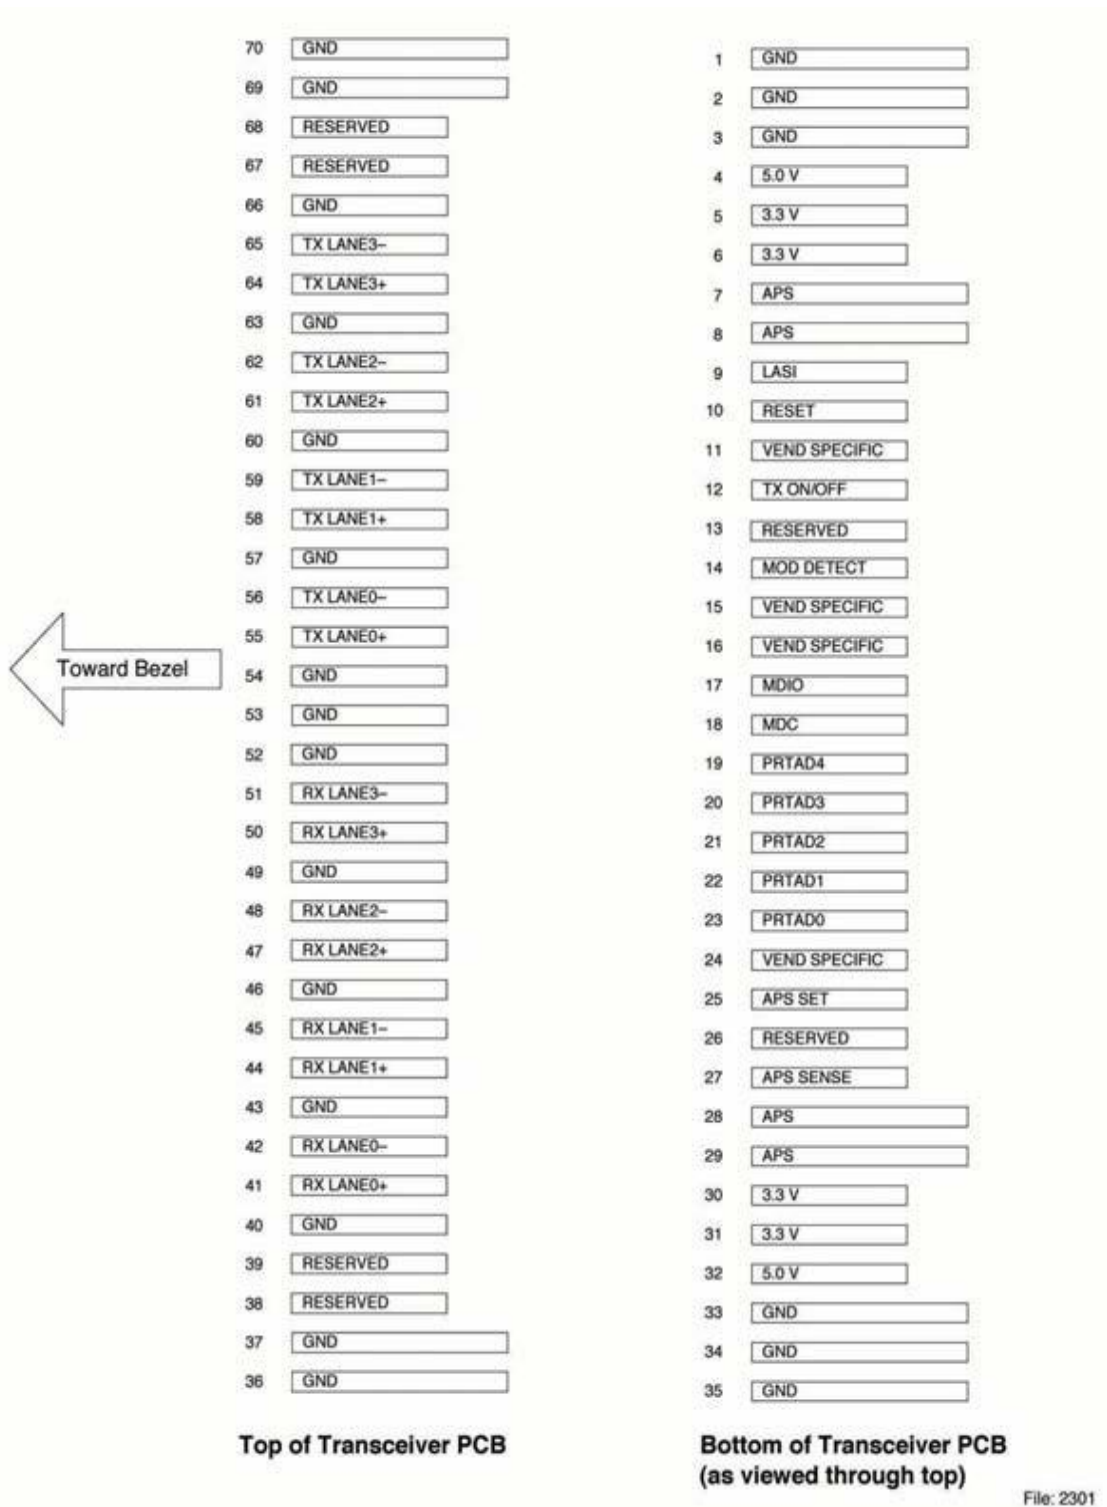 70 GND
69 GND
68 RESERVED
67 RESERVED
66 GND
65 TX LANE3–
64 TX LANE3+
63 GND
62 TX LANE2–
61 TX LANE2+
60 GND
59 TX LANE1–
58 TX LANE1+
57 GND
56 TX LANE0–
55 TX LANE0+
Toward Bezel
54 GND
53 GND
52 GND
51 RX LANE3–
50 RX LANE3+
49 GND
48 RX LANE2–
47 RX LANE2+
46 GND
45 RX LANE1–
44 RX LANE1+
43 GND
42 RX LANE0–
41 RX LANE0+
40 GND
39 RESERVED
38 RESERVED
37 GND
36 GND
Top of Transceiver PCB
1 GND
2 GND
3 GND
4 5.0 V
5 3.3 V
6 3.3 V
7 APS
8 APS
9 LASI
10 RESET
11 VEND SPECIFIC
12 TX ON/OFF
13 RESERVED
14 MOD DETECT
15 VEND SPECIFIC
16 VEND SPECIFIC
17 MDIO
18 MDC
19 PRTAD4
20 PRTAD3
21 PRTAD2
22 PRTAD1
23 PRTAD0
24 VEND SPECIFIC
25 APS SET
26 RESERVED
27 APS SENSE
28 APS
29 APS
30 3.3 V
31 3.3 V
32 5.0 V
33 GND
34 GND
35 GND
Bottom of Transceiver PCB
(as viewed through top)
File: 2301